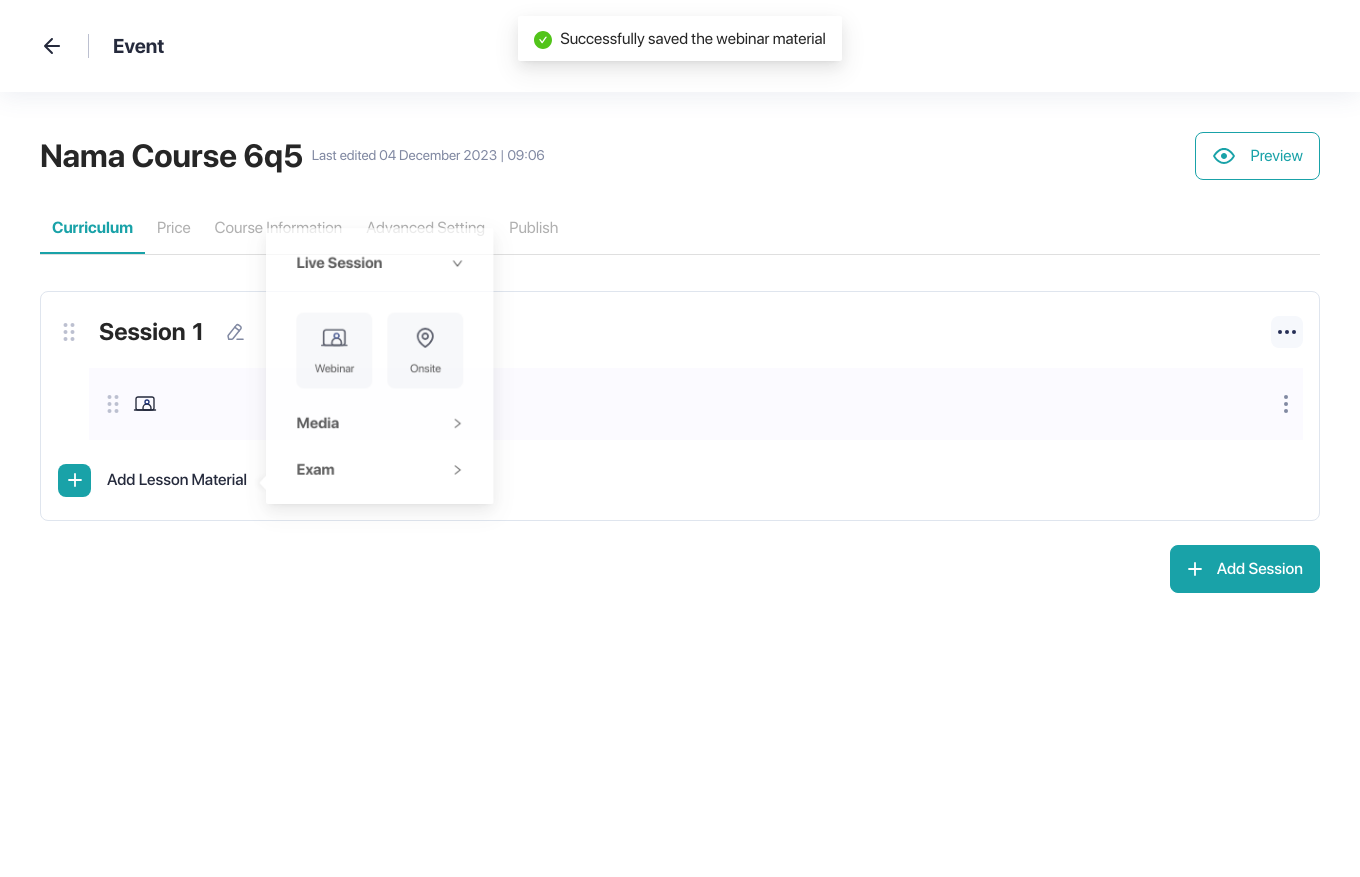 Event
Successfully saved the webinar material
Nama Course 6q5
Last edited 04 December 2023 | 09:06
Preview
Curriculum
Price
Course Information
Advanced Setting
Publish
Live Session
Session 1
Webinar
Onsite
Media
Exam
Add Lesson Material
Add Session